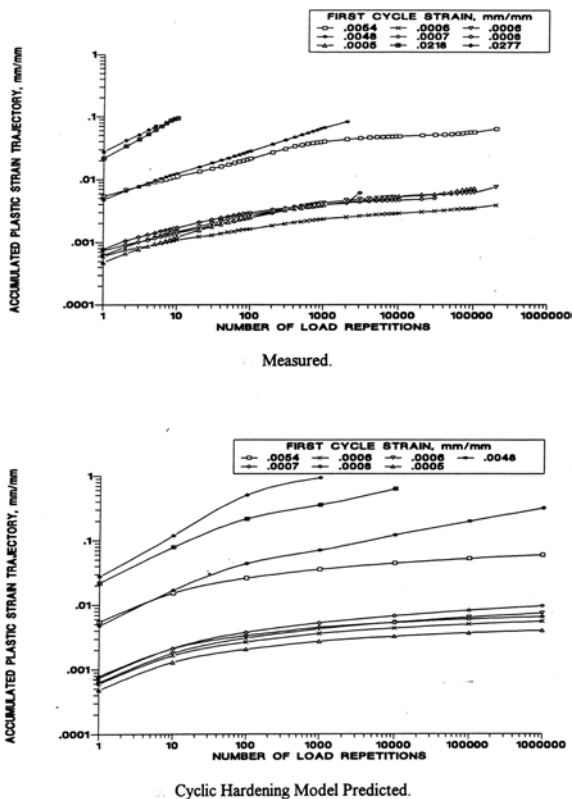 FIRST CYCLE STRAIN, mm/mm
.0054 .0006 .0006
.0048 .0007 .0008
.0005 .0218 .0277
ACCUMULATED PLASTIC STRAIN TRAJECTORY, mm/mm
1
.1
.01
.001
.0001
1 10 100 1000 10000 100000 1000000
NUMBER OF LOAD REPETITIONS
Measured.
FIRST CYCLE STRAIN, mm/mm
.0054 .0006 .0006 .0048
.0007 .0008 .0005
ACCUMULATED PLASTIC STRAIN TRAJECTORY, mm/mm
1
.1
.01
.001
.0001
1 10 100 1000 10000 100000 1000000
NUMBER OF LOAD REPETITIONS
Cyclic Hardening Model Predicted.